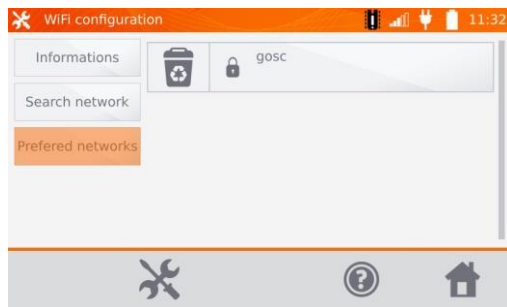 WiFi configuration
11:32
Informations
gosc
Search network
Prefered networks